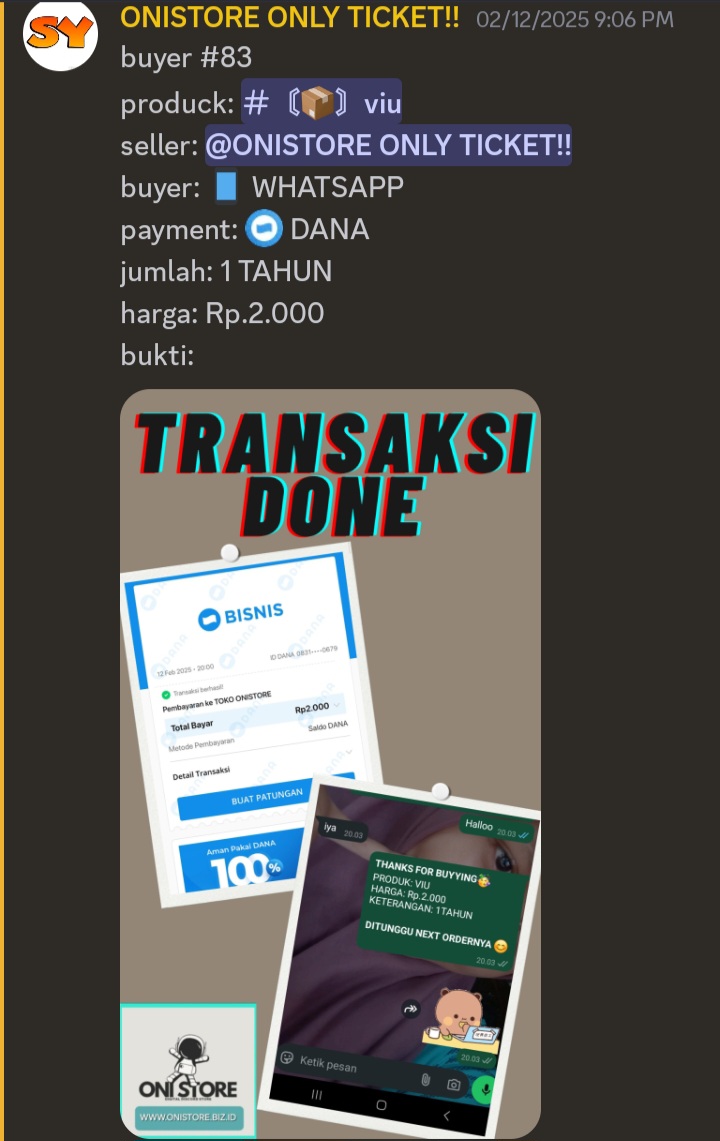 SY
ONISTORE ONLY TICKET!! 02/12/2025 9:06 PM
buyer #83
produck: #〘📦〙viu
seller: @ONISTORE ONLY TICKET!!
buyer: WHATSAPP
payment: DANA
jumlah: 1 TAHUN
harga: Rp.2.000
bukti:
TRANSAKSI
DONE
BISNIS
12 Feb 2025 • 20:00 ID DANA 0831••••0679
Transaksi berhasil!
Pembayaran ke TOKO ONISTORE
Total Bayar Rp2.000
Metode Pembayaran Saldo DANA
Detail Transaksi
BUAT PATUNGAN
Aman Pakai DANA
100%
Halloo 20.03
iya 20.03
THANKS FOR BUYYING
PRODUK: VIU
HARGA: Rp.2.000
KETERANGAN: 1TAHUN
DITUNGGU NEXT ORDERNYA 😊
20.03
20.03
Ketik pesan
ONI STORE
WWW.ONISTORE.BIZ.ID